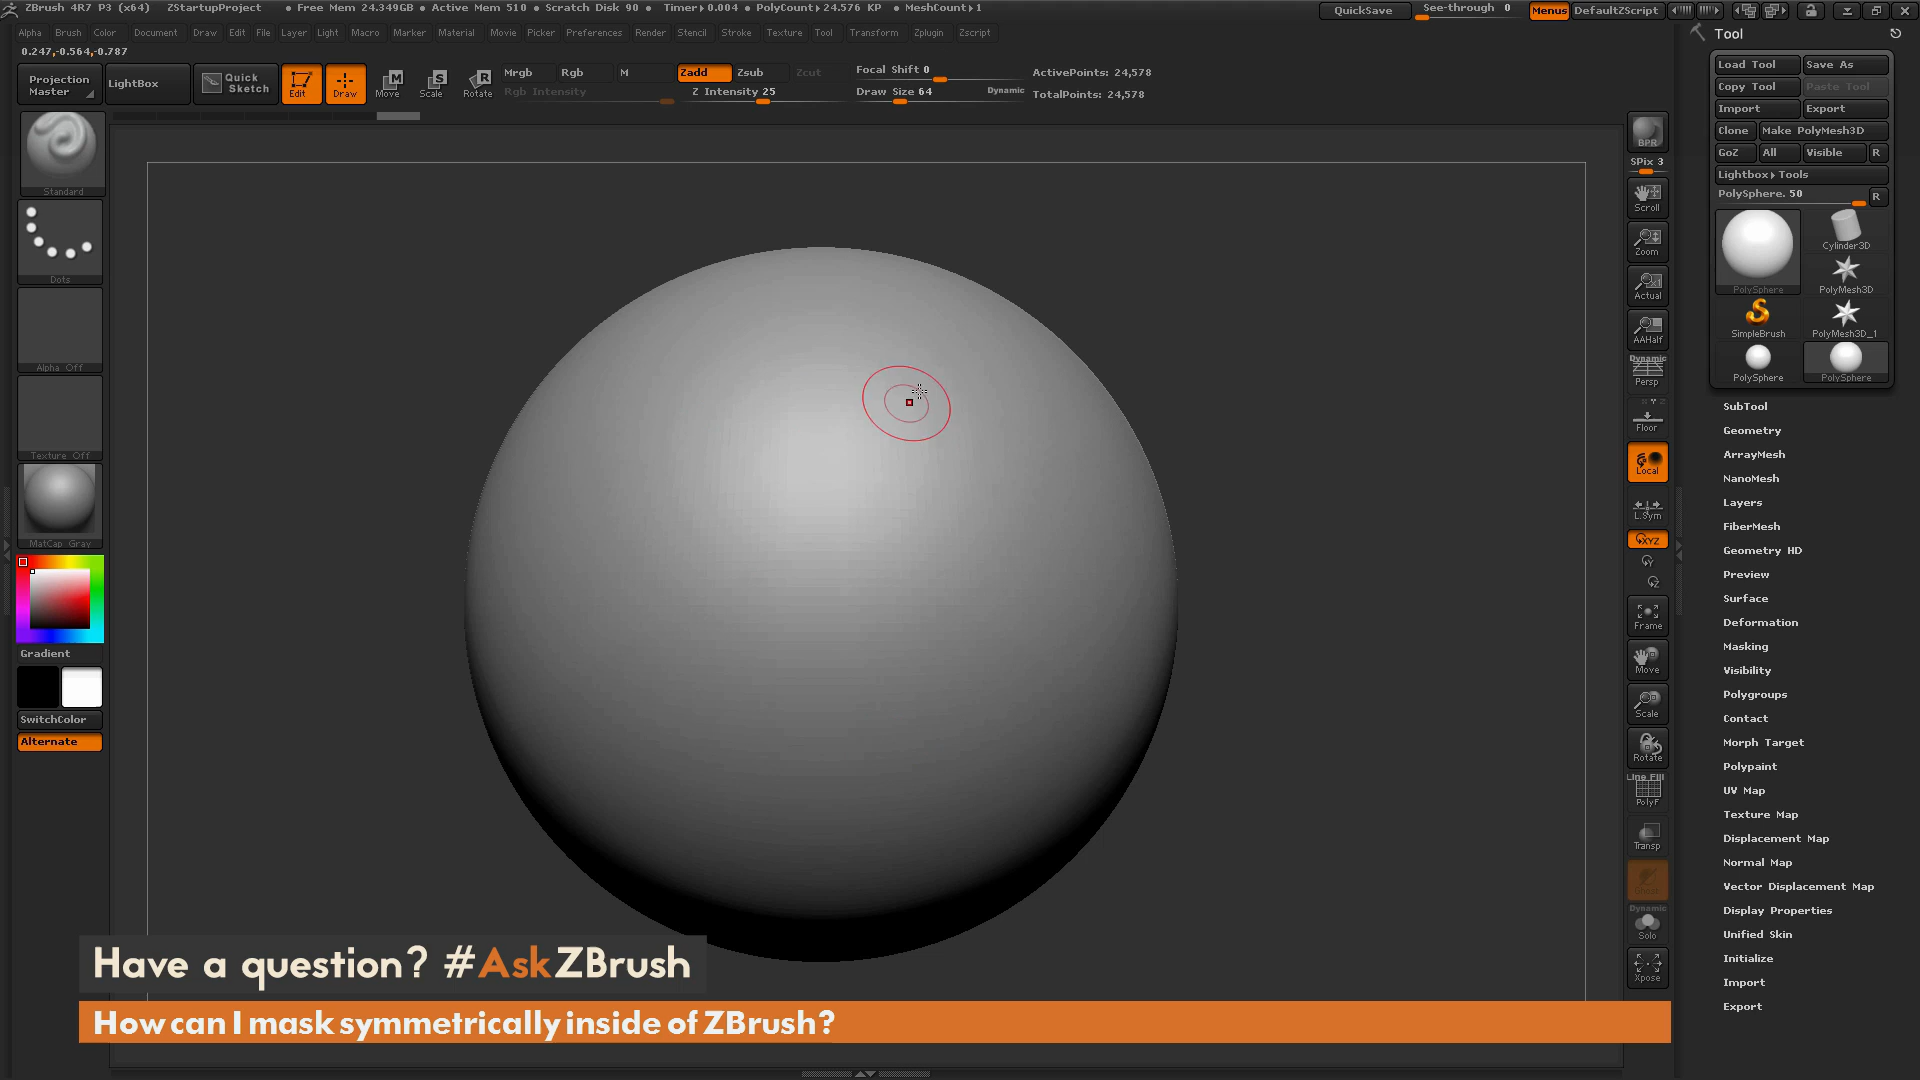 ZBrush 4R7 P3 (x64) ZStartupProject • Free Mem 24.349GB • Active Mem 510 • Scratch Disk 90 • Timer▸0.004 • PolyCount▸24.576 KP • MeshCount▸1 QuickSave See-through 0 Menus DefaultZScript
Alpha Brush Color Document Draw Edit File Layer Light Macro Marker Material Movie Picker Preferences Render Stencil Stroke Texture Tool Transform Zplugin Zscript
0.247,-0.564,-0.787
Projection Master
LightBox
Quick Sketch
Edit
Draw
Move
Scale
Rotate
Mrgb Rgb M
Rgb Intensity
Zadd Zsub Zcut
Z Intensity 25
Focal Shift 0
Draw Size 64
Dynamic
ActivePoints: 24,578
TotalPoints: 24,578
Standard
Dots
Alpha Off
Texture Off
MatCap Gray
Gradient
SwitchColor
Alternate
BPR
SPix 3
Scroll
Zoom
Actual
AAHalf
Dynamic
Persp
Floor
Local
L.Sym
XYZ
Y
Z
Frame
Move
Scale
Rotate
Line Fill
PolyF
Transp
Ghost
Dynamic
Solo
Xpose
Tool
Load Tool Save As
Copy Tool Paste Tool
Import Export
Clone Make PolyMesh3D
GoZ All Visible R
Lightbox▸Tools
PolySphere. 50 R
PolySphere
Cylinder3D
PolyMesh3D
SimpleBrush
PolyMesh3D_1
PolySphere
PolySphere
SubTool
Geometry
ArrayMesh
NanoMesh
Layers
FiberMesh
Geometry HD
Preview
Surface
Deformation
Masking
Visibility
Polygroups
Contact
Morph Target
Polypaint
UV Map
Texture Map
Displacement Map
Normal Map
Vector Displacement Map
Display Properties
Unified Skin
Initialize
Import
Export
Have a question? #AskZBrush
How can I mask symmetrically inside of ZBrush?